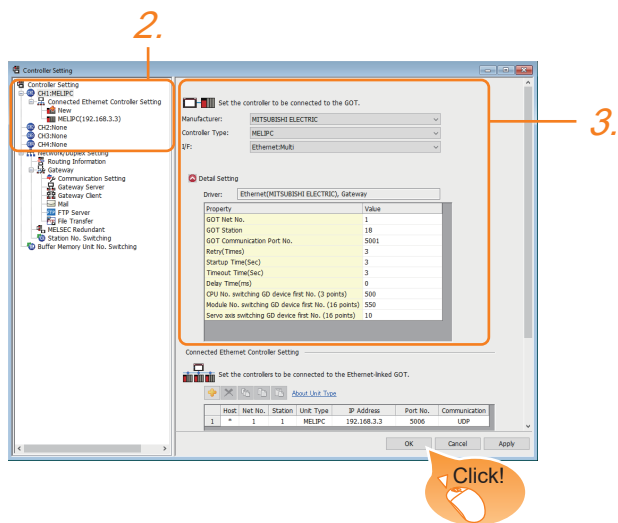 2.
Controller Setting
Controller Setting
CH1:MELIPC
Connected Ethernet Controller Setting
New
MELIPC(192.168.3.3)
CH2:None
CH3:None
CH4:None
Network/Duplex Setting
Routing Information
Gateway
Communication Setting
Gateway Server
Gateway Client
Mail
FTP Server
File Transfer
MELSEC Redundant
Station No. Switching
Buffer Memory Unit No. Switching
3.
Set the controller to be connected to the GOT.
Manufacturer: MITSUBISHI ELECTRIC
Controller Type: MELIPC
I/F: Ethernet:Multi
Detail Setting
Driver: Ethernet(MITSUBISHI ELECTRIC), Gateway
Property Value
GOT Net No. 1
GOT Station 18
GOT Communication Port No. 5001
Retry(Times) 3
Startup Time(Sec) 3
Timeout Time(Sec) 3
Delay Time(ms) 0
CPU No. switching GD device first No. (3 points) 500
Module No. switching GD device first No. (16 points) 550
Servo axis switching GD device first No. (16 points) 10
Connected Ethernet Controller Setting
Set the controllers to be connected to the Ethernet-linked GOT.
About Unit Type
Host Net No. Station Unit Type IP Address Port No. Communication
1 * 1 1 MELIPC 192.168.3.3 5006 UDP
OK Cancel Apply
Click!